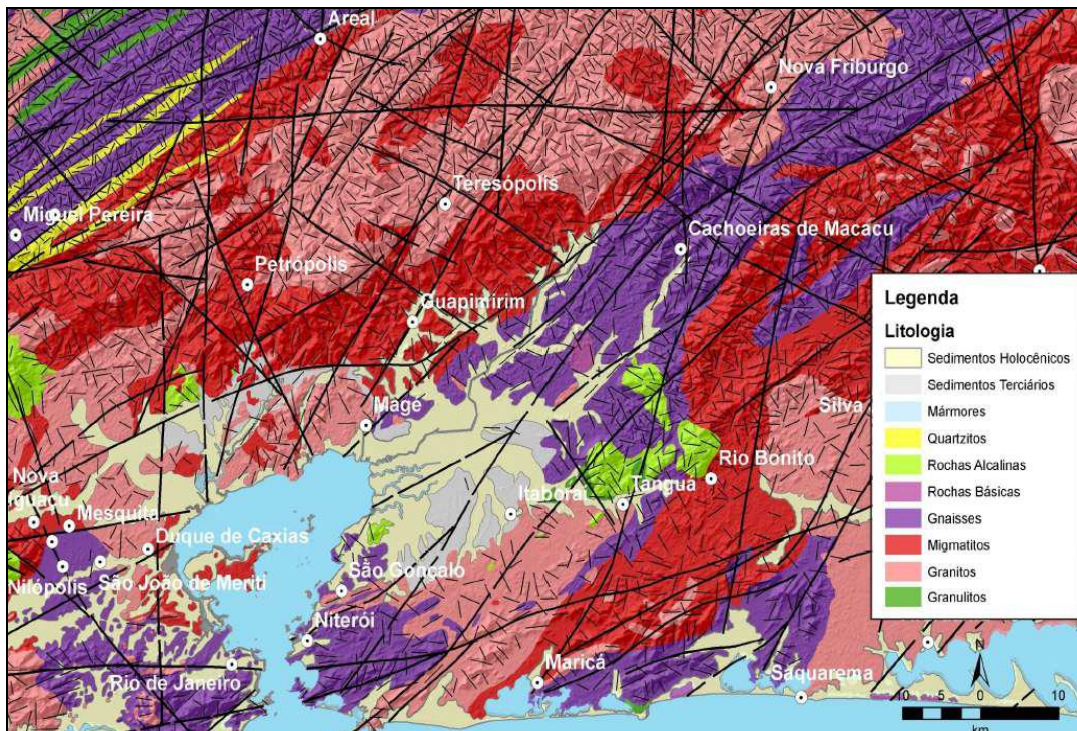 Areal
Nova Friburgo
Teresópolis
Miguel Pereira
Cachoeiras de Macacu
Petrópolis
Guapimirim
Legenda
Litologia
Sedimentos Holocênicos
Sedimentos Terciários
Mármores
Quartzitos
Rochas Alcalinas
Rochas Básicas
Gnaisses
Migmatitos
Granitos
Granulitos
Silva
Magé
Rio Bonito
Nova
Iguaçu
Mesquita
Itaboraí
Tanguá
Duque de Caxias
Nilópolis
São João de Meriti
São Gonçalo
Niterói
Rio de Janeiro
Maricá
Saquarema
10 5 0 10
km